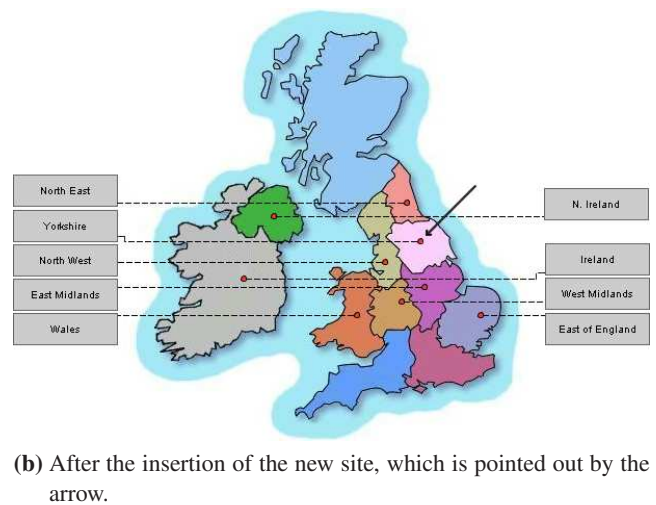 North East
Yorkshire
North West
East Midlands
Wales
N. Ireland
Ireland
West Midlands
East of England
(b) After the insertion of the new site, which is pointed out by the
arrow.